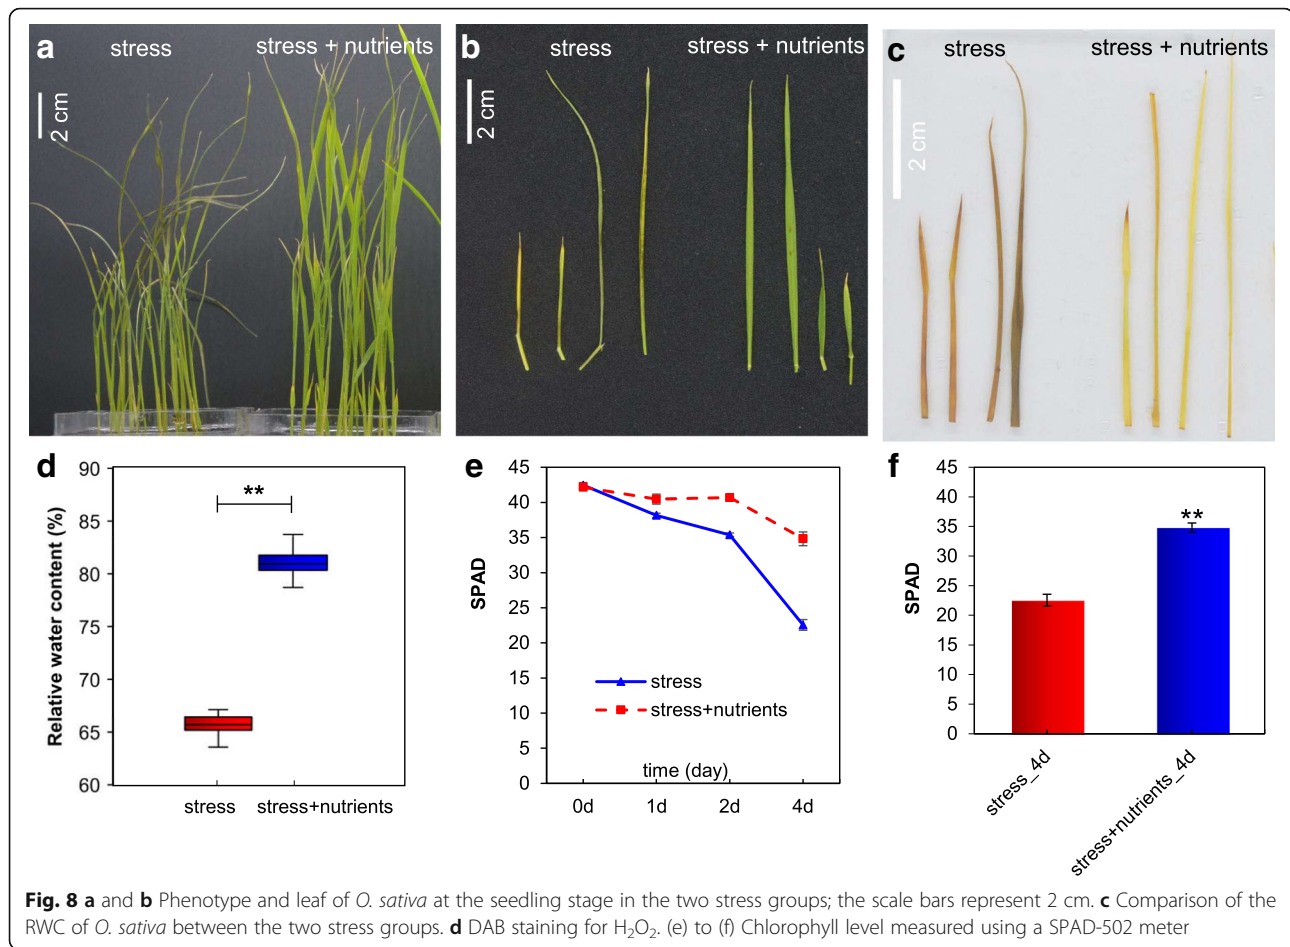 a
stress
stress + nutrients
2 cm
b
stress
stress + nutrients
2 cm
c
stress
stress + nutrients
2 cm
d
90
85
80
75
70
65
60
Relative water content (%)
**
stress
stress+nutrients
e
45
40
35
30
25
20
15
10
5
0
SPAD
stress
stress+nutrients
time (day)
0d
1d
2d
4d
f
45
40
35
30
25
20
15
10
5
0
SPAD
**
stress_4d
stress+nutrients_4d
Fig. 8 a and b Phenotype and leaf of O. sativa at the seedling stage in the two stress groups; the scale bars represent 2 cm. c Comparison of the
RWC of O. sativa between the two stress groups. d DAB staining for H₂O₂. (e) to (f) Chlorophyll level measured using a SPAD-502 meter